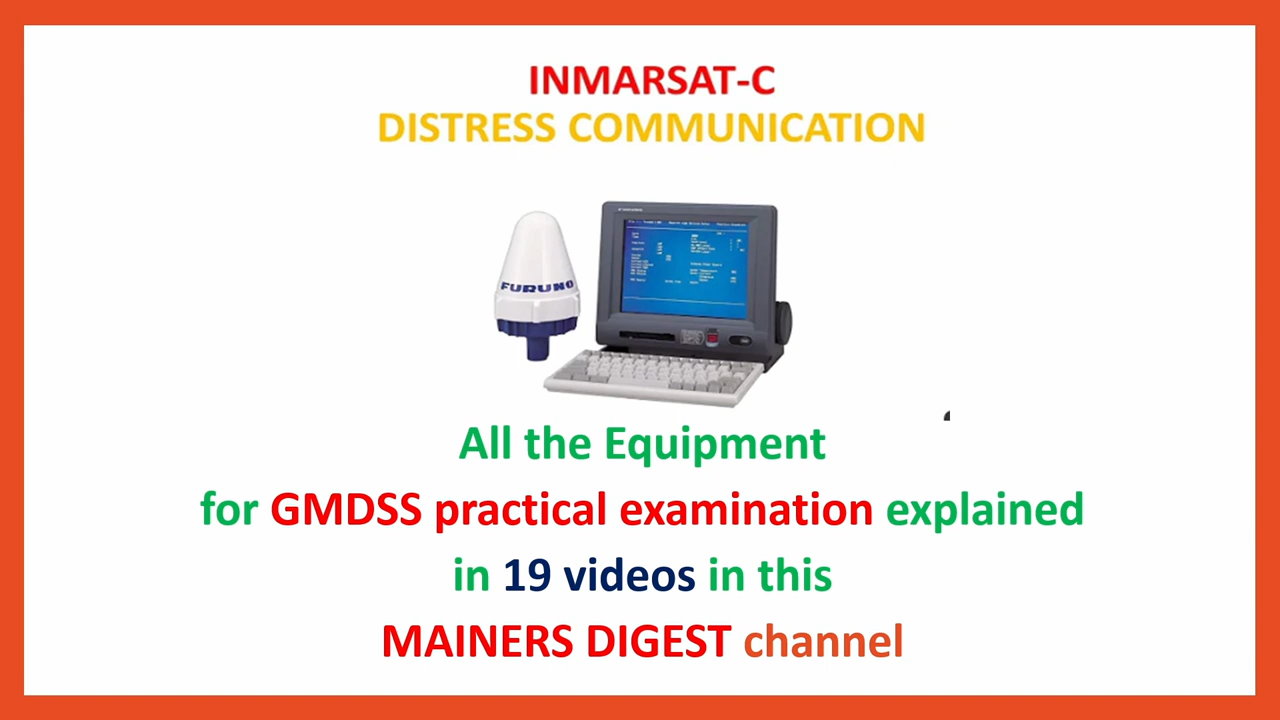 INMARSAT-C
DISTRESS COMMUNICATION
FURUNO
All the Equipment
for GMDSS practical examination explained
in 19 videos in this
MAINERS DIGEST channel